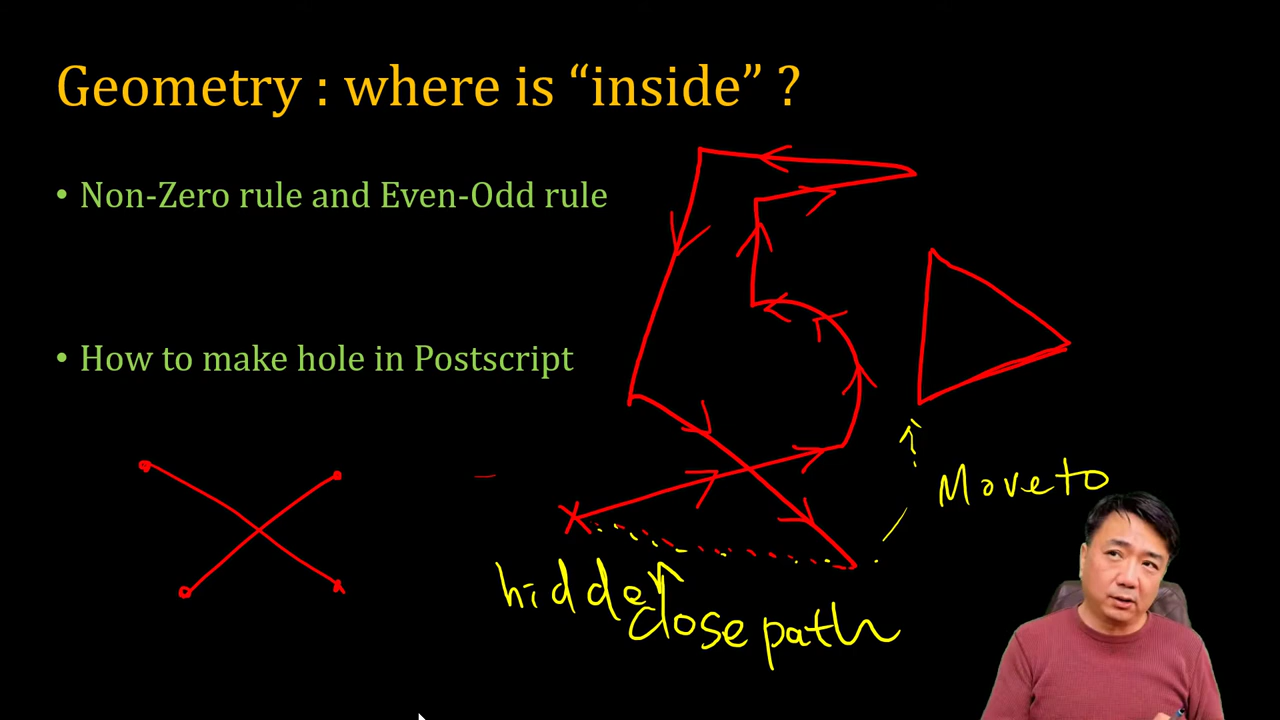 Geometry : where is “inside” ?
• Non-Zero rule and Even-Odd rule
• How to make hole in Postscript
Moveto
hidden
close path